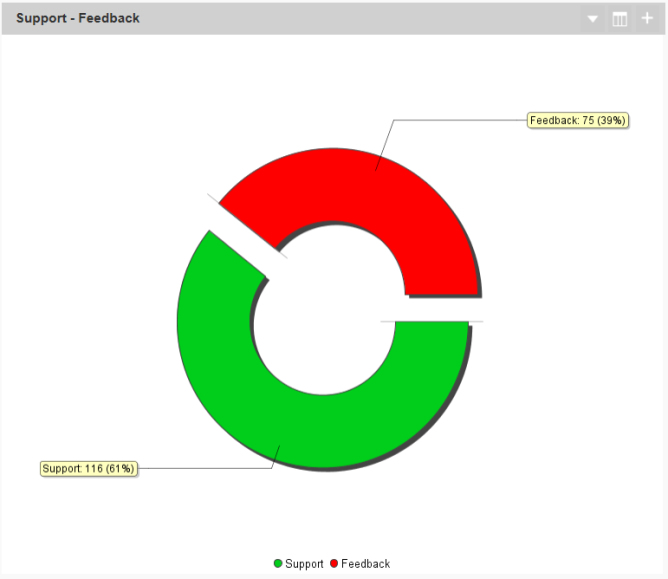 Support - Feedback
Feedback: 75 (39%)
Support: 116 (61%)
Support Feedback